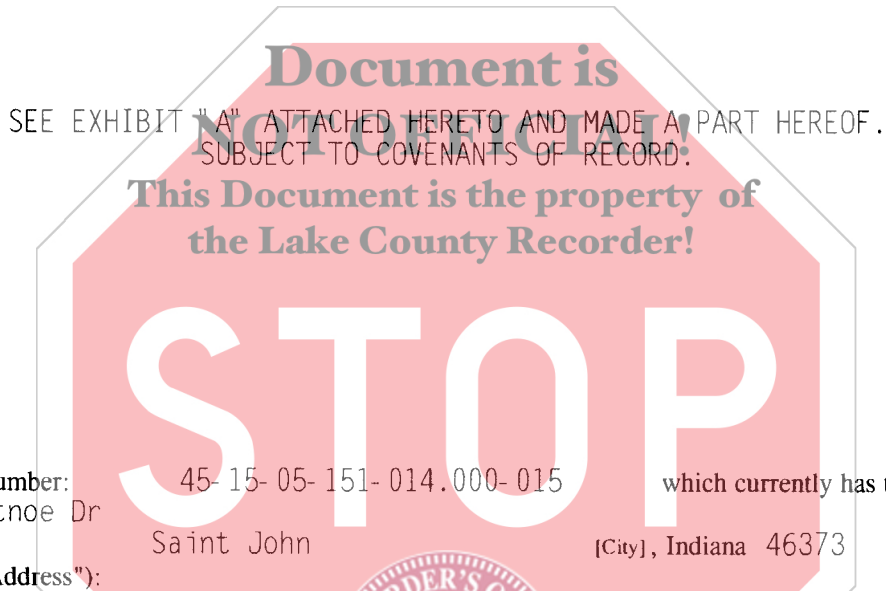 Document is
SEE EXHIBIT "A" ATTACHED HERETO AND MADE A PART HEREOF.
NOT OFFICIAL!
SUBJECT TO COVENANTS OF RECORD.
This Document is the property of
the Lake County Recorder!
STOP
umber: 45-15-05-151-014.000-015 which currently has
tnoe Dr
Saint John [City], Indiana 46373
Address"):
DER'S O